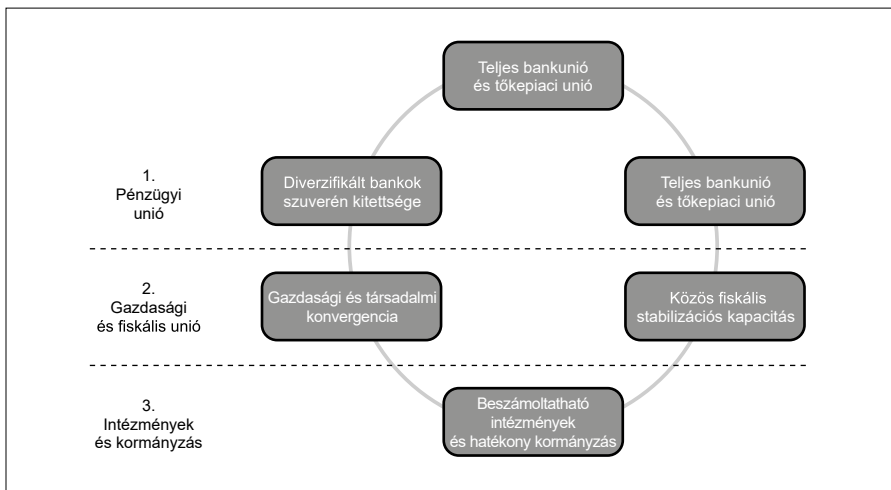 Teljes bankunió
és tőkepiaci unió
1.
Pénzügyi
unió
Diverzifikált bankok
szuverén kitettsége
Teljes bankunió
és tőkepiaci unió
2.
Gazdasági
és fiskális unió
Gazdasági és társadalmi
konvergencia
Közös fiskális
stabilizációs kapacitás
3.
Intézmények
és kormányzás
Beszámoltatható
intézmények
és hatékony kormányzás